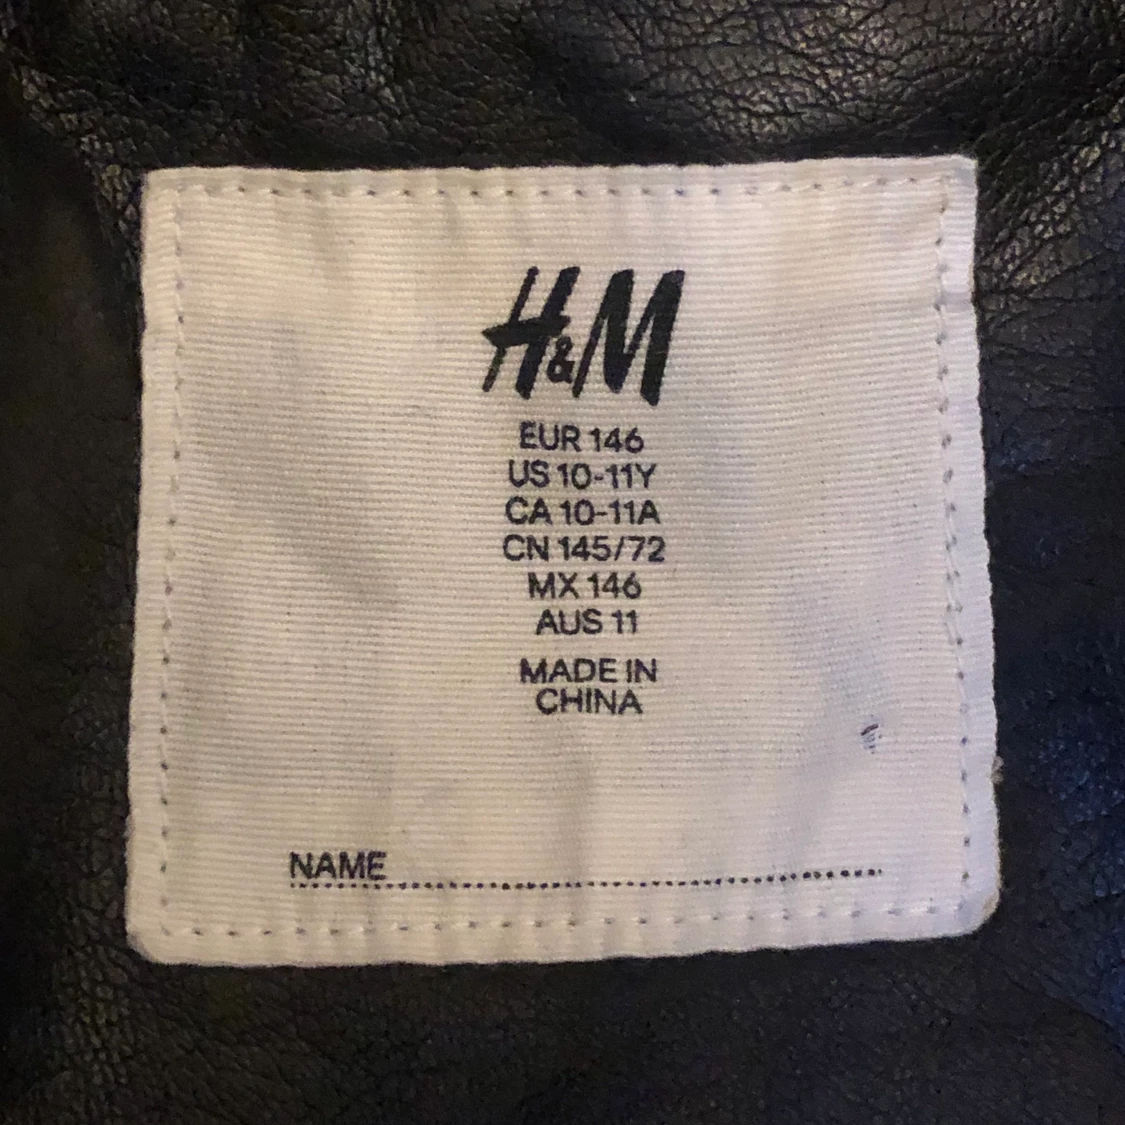 H&M
EUR 146
US 10-11Y
CA 10-11A
CN 145/72
MX 146
AUS 11
MADE IN
CHINA
NAME